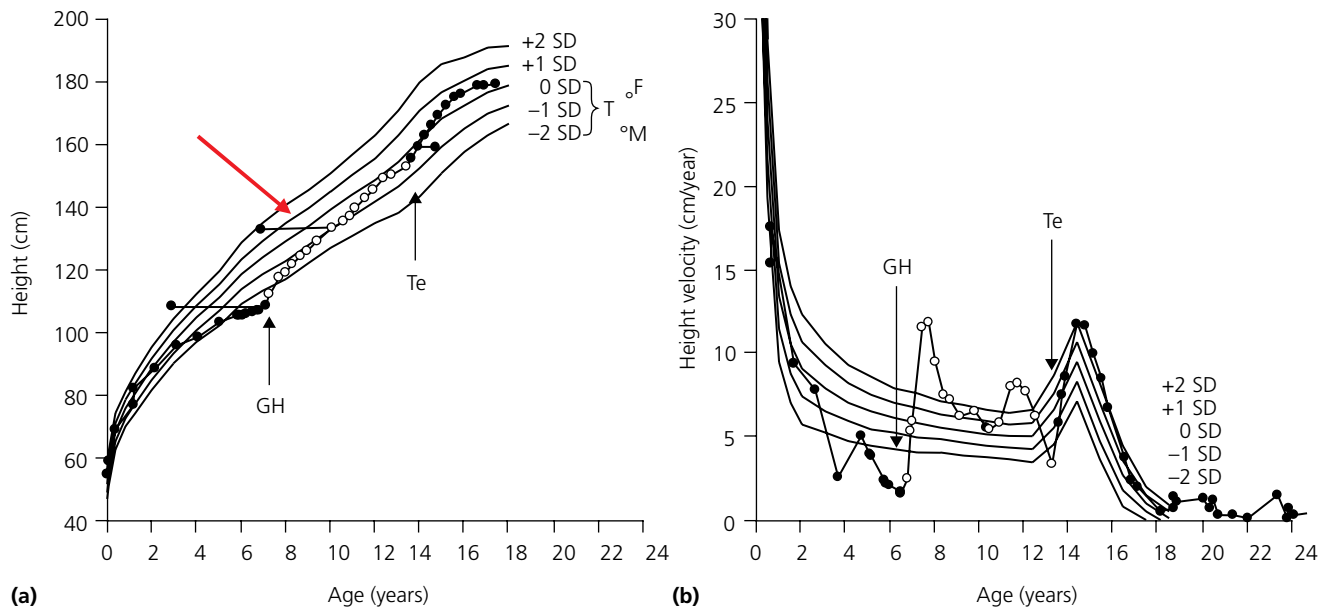 200
180
160
140
120
100
80
60
40
Height (cm)
0 2 4 6 8 10 12 14 16 18 20 22 24
Age (years)
+2 SD
+1 SD
0 SD
–1 SD
–2 SD
T
°F
°M
GH
Te
(a)
30
25
20
15
10
5
0
Height velocity (cm/year)
0 2 4 6 8 10 12 14 16 18 20 22 24
Age (years)
GH
Te
+2 SD
+1 SD
0 SD
–1 SD
–2 SD
(b)